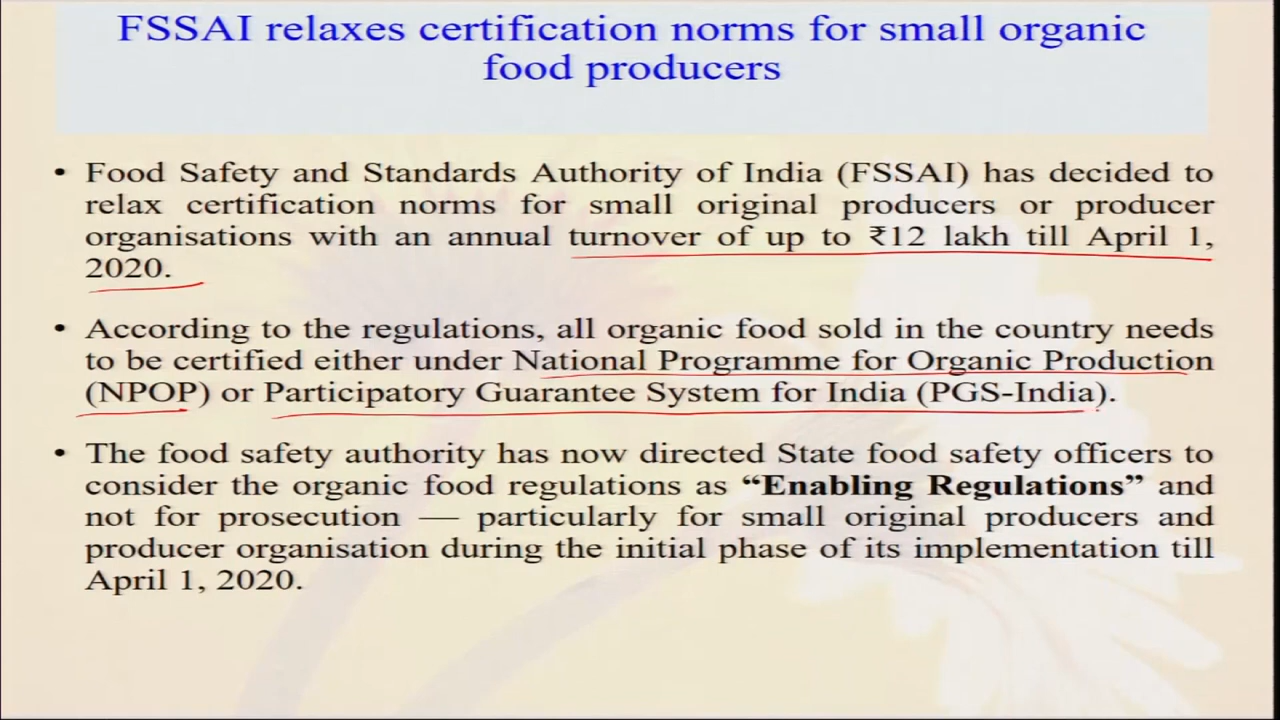 FSSAI relaxes certification norms for small organic
food producers
• Food Safety and Standards Authority of India (FSSAI) has decided to
relax certification norms for small original producers or producer
organisations with an annual turnover of up to ₹12 lakh till April 1,
2020.
• According to the regulations, all organic food sold in the country needs
to be certified either under National Programme for Organic Production
(NPOP) or Participatory Guarantee System for India (PGS-India).
• The food safety authority has now directed State food safety officers to
consider the organic food regulations as “Enabling Regulations” and
not for prosecution — particularly for small original producers and
producer organisation during the initial phase of its implementation till
April 1, 2020.